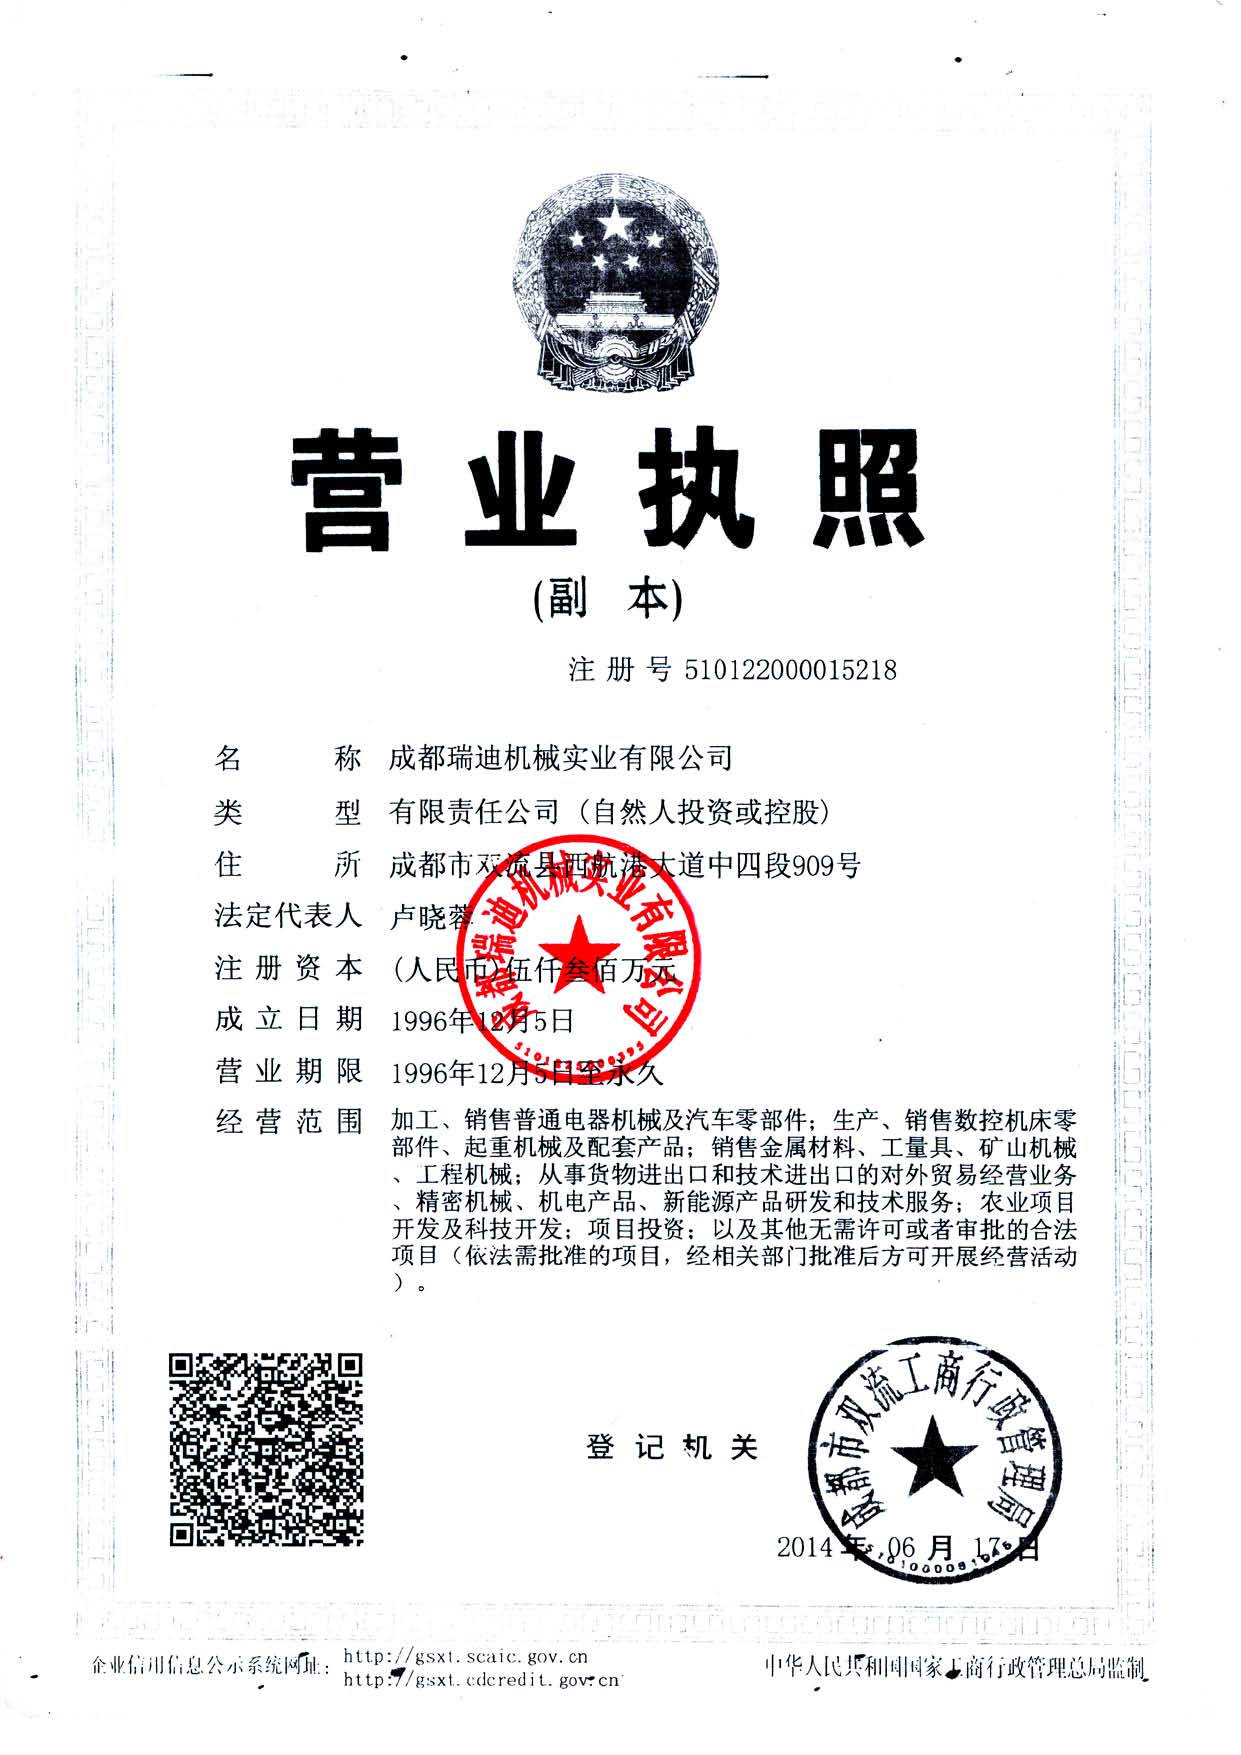 营业执照
(副 本)
注册号 510122000015218
名称 成都瑞迪机械实业有限公司
类型 有限责任公司（自然人投资或控股）
住所 成都市双流县西航港大道中四段909号
法定代表人 卢晓蓉
注册资本 (人民币)伍仟叁佰万元
成立日期 1996年12月5日
营业期限 1996年12月5日至永久
经营范围 加工、销售普通电器机械及汽车零部件；生产、销售数控机床零
部件、起重机械及配套产品；销售金属材料、工量具、矿山机械
、工程机械；从事货物进出口和技术进出口的对外贸易经营业务
、精密机械、机电产品、新能源产品研发和技术服务；农业项目
开发及科技开发；项目投资；以及其他无需许可或者审批的合法
项目（依法需批准的项目，经相关部门批准后方可开展经营活动
）。
成都瑞迪机械实业有限公司
登记机关
成都市双流工商行政管理局
2014年 06月 17日
企业信用信息公示系统网址：
http://gsxt.scaic.gov.cn
http://gsxt.cdcredit.gov.cn
中华人民共和国国家工商行政管理总局监制